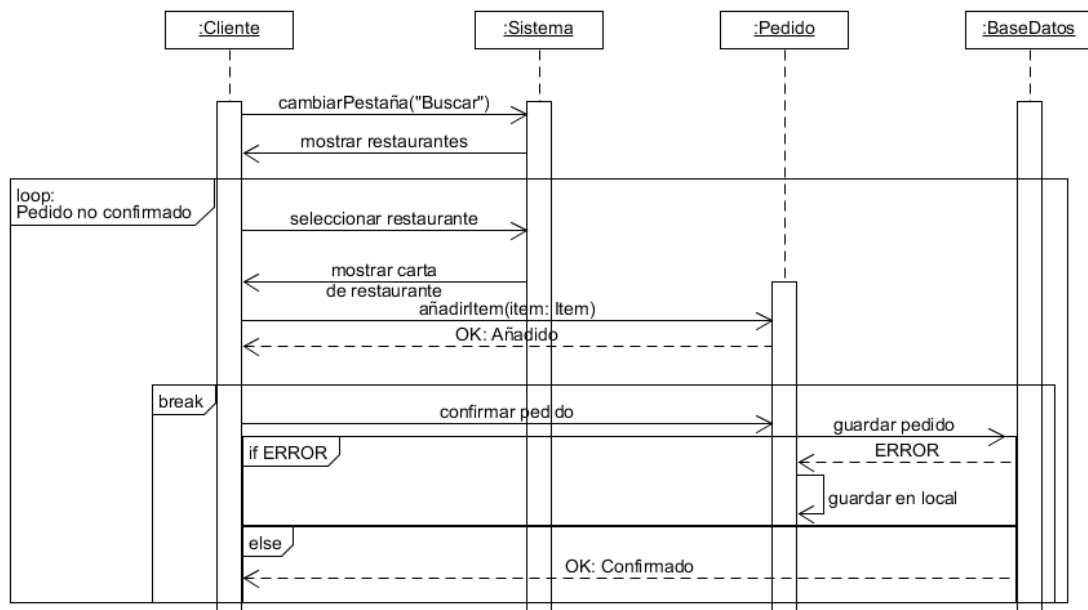 :Cliente
:Sistema
:Pedido
:BaseDatos
cambiarPestaña("Buscar")
mostrar restaurantes
loop:
Pedido no confirmado
seleccionar restaurante
mostrar carta
de restaurante
añadirItem(item: Item)
OK: Añadido
break
confirmar pedido
guardar pedido
if ERROR
ERROR
guardar en local
else
OK: Confirmado